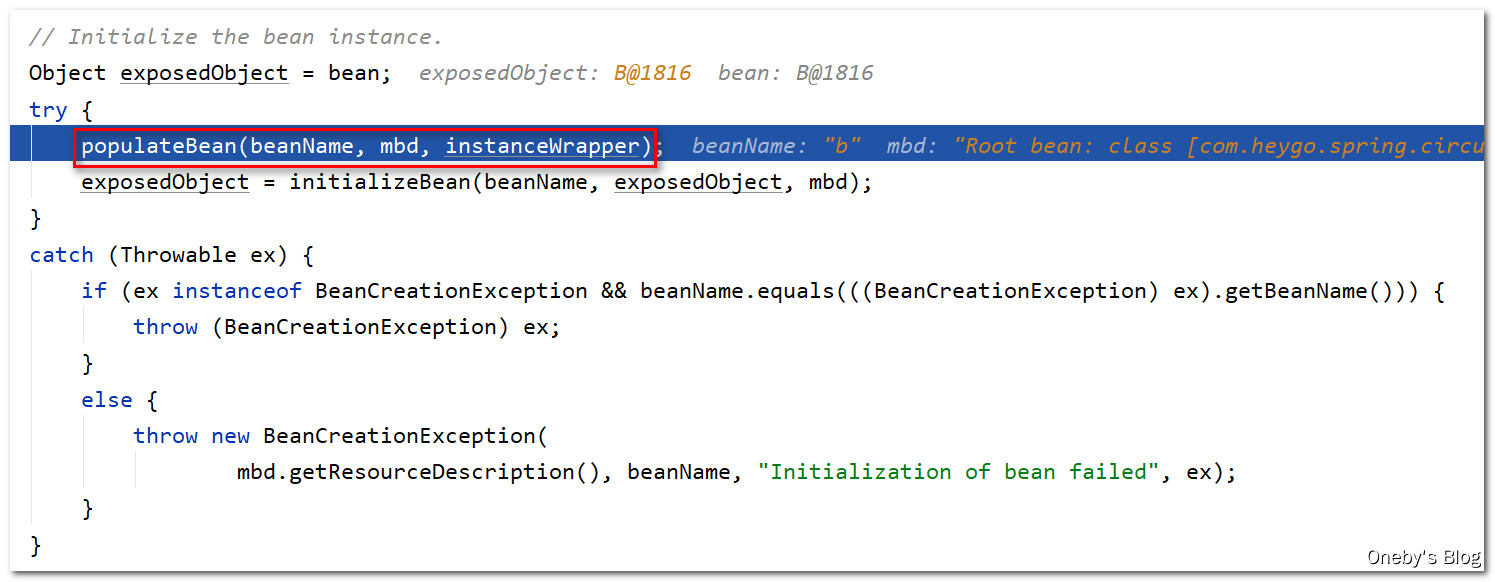 // Initialize the bean instance.
Object exposedObject = bean;  exposedObject: B@1816  bean: B@1816
try {
    populateBean(beanName, mbd, instanceWrapper);  beanName: "b"  mbd: "Root bean: class [com.heygo.spring.circu
    exposedObject = initializeBean(beanName, exposedObject, mbd);
}
catch (Throwable ex) {
    if (ex instanceof BeanCreationException && beanName.equals(((BeanCreationException) ex).getBeanName())) {
        throw (BeanCreationException) ex;
    }
    else {
        throw new BeanCreationException(
                mbd.getResourceDescription(), beanName, "Initialization of bean failed", ex);
    }
}
Oneby's Blog